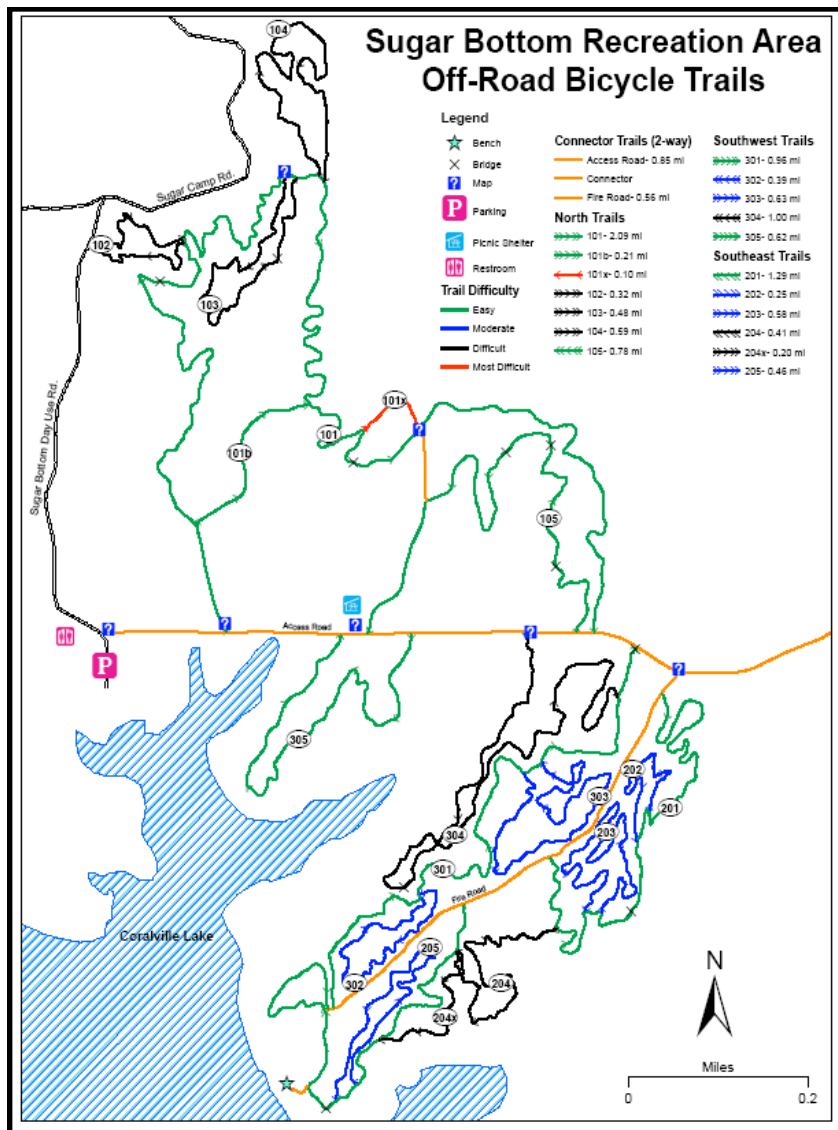 Sugar Bottom Recreation Area
Off-Road Bicycle Trails
Legend
Bench
Bridge
? Map
P Parking
Picnic Shelter
Restroom
Trail Difficulty
Easy
Moderate
Difficult
Most Difficult
Connector Trails (2-way)
Access Road- 0.85 mi
Connector
Fire Road- 0.56 mi
North Trails
101- 2.09 mi
101b- 0.21 mi
101x- 0.10 mi
102- 0.32 mi
103- 0.48 mi
104- 0.59 mi
105- 0.78 mi
Southwest Trails
301- 0.96 mi
302- 0.39 mi
303- 0.63 mi
304- 1.00 mi
305- 0.62 mi
Southeast Trails
201- 1.29 mi
202- 0.25 mi
203- 0.58 mi
204- 0.41 mi
204x- 0.20 mi
205- 0.46 mi
104
?
Sugar Camp Rd.
102
103
101x
101
?
101b
Sugar Bottom Day Use Rd.
105
?
?
Access Road
?
?
P
?
305
202
303
201
203
304
301
Fire Road
Coralville Lake
205
302
204
204x
N
Miles
0
0.2